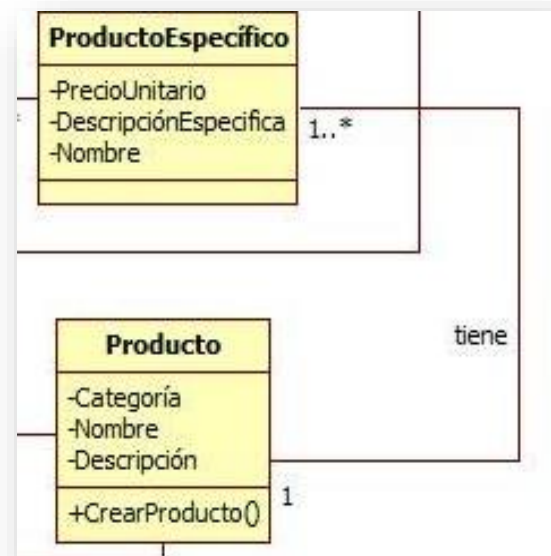 ProductoEspecífico
-PrecioUnitario
-DescripciónEspecifica
1..*
-Nombre
tiene
Producto
-Categoría
-Nombre
-Descripción
1
+CrearProducto()